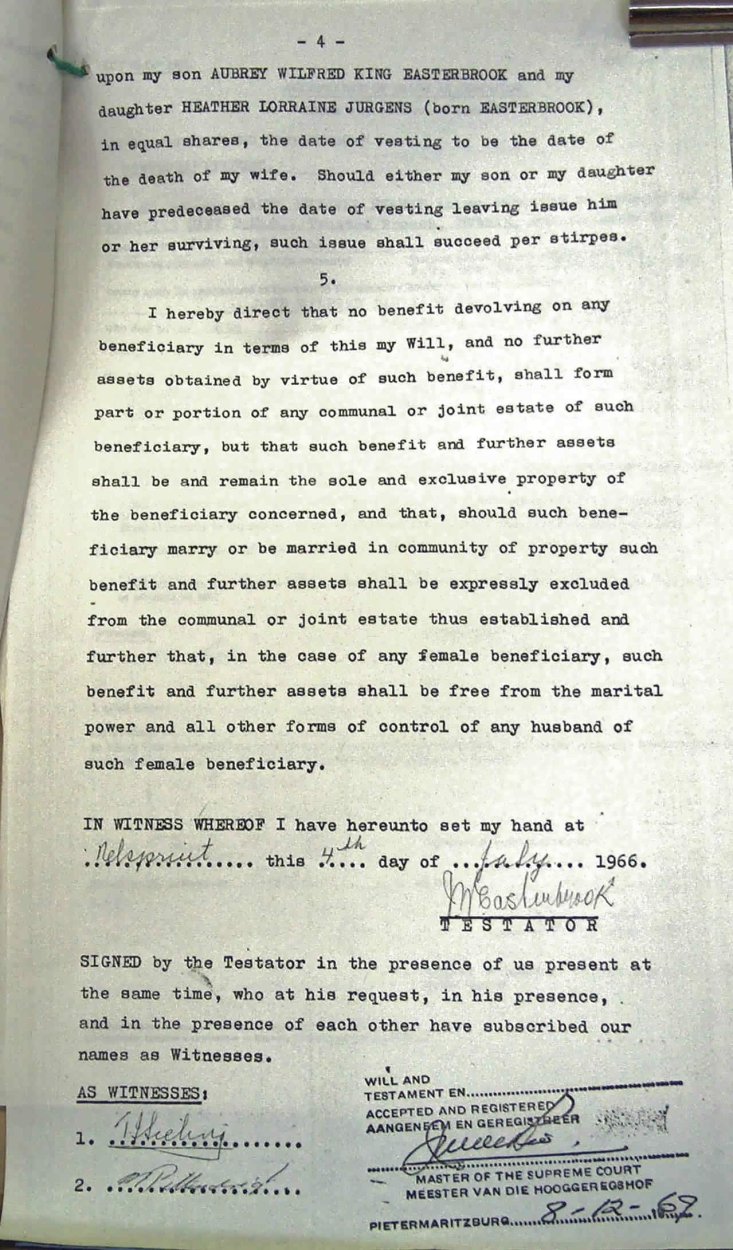 - 4 -
upon my son AUBREY WILFRED KING EASTERBROOK and my
daughter HEATHER LORRAINE JURGENS (born EASTERBROOK),
in equal shares, the date of vesting to be the date of
the death of my wife. Should either my son or my daughter
have predeceased the date of vesting leaving issue him
or her surviving, such issue shall succeed per stirpes.
5.
I hereby direct that no benefit devolving on any
beneficiary in terms of this my Will, and no further
assets obtained by virtue of such benefit, shall form
part or portion of any communal or joint estate of such
beneficiary, but that such benefit and further assets
shall be and remain the sole and exclusive property of
the beneficiary concerned, and that, should such bene-
ficiary marry or be married in community of property such
benefit and further assets shall be expressly excluded
from the communal or joint estate thus established and
further that, in the case of any female beneficiary, such
benefit and further assets shall be free from the marital
power and all other forms of control of any husband of
such female beneficiary.
IN WITNESS WHEREOF I have hereunto set my hand at
Nelspruit this 4th day of July 1966.
Easterbrook
TESTATOR
SIGNED by the Testator in the presence of us present at
the same time, who at his request, in his presence,
and in the presence of each other have subscribed our
names as Witnesses.
AS WITNESSES:
1.
2.
WILL AND
TESTAMENT EN
ACCEPTED AND REGISTERED
AANGENEEM EN GEREGISTREER
MASTER OF THE SUPREME COURT
MEESTER VAN DIE HOOGGEREGSHOF
PIETERMARITZBURG 8-12-69.